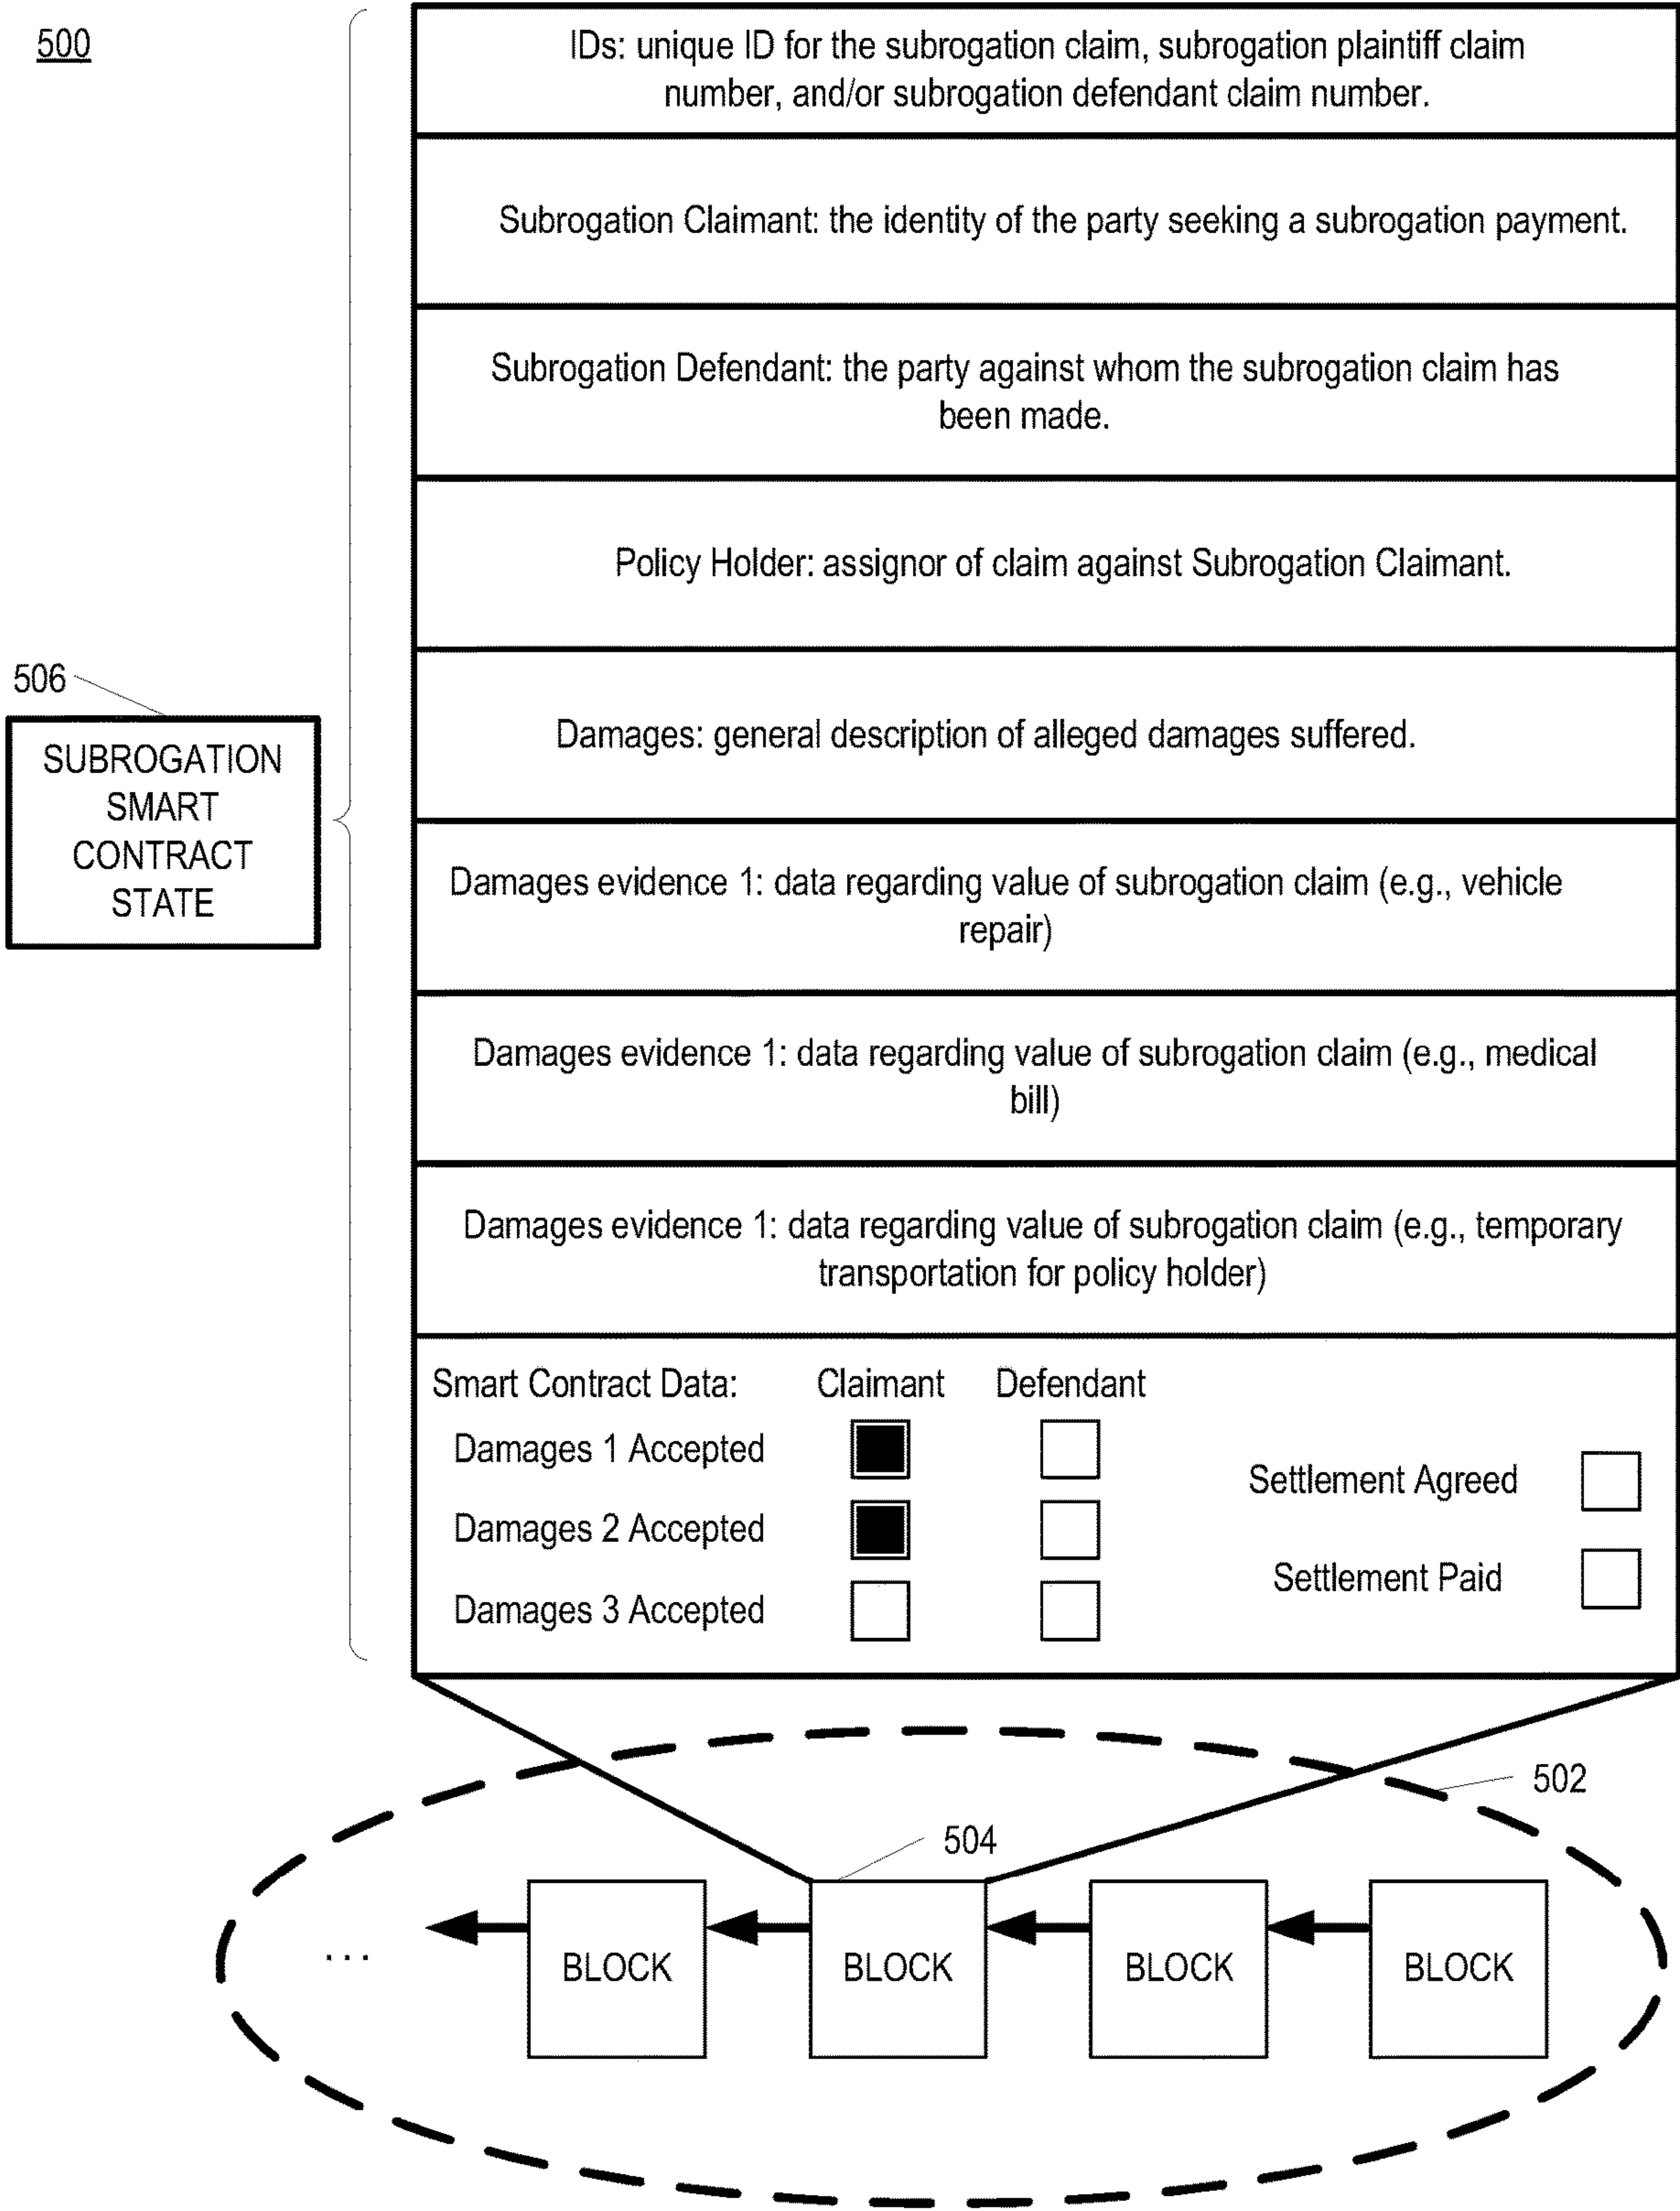 500
IDs: unique ID for the subrogation claim, subrogation plaintiff claim
number, and/or subrogation defendant claim number.
Subrogation Claimant: the identity of the party seeking a subrogation payment.
Subrogation Defendant: the party against whom the subrogation claim has
been made.
Policy Holder: assignor of claim against Subrogation Claimant.
506
SUBROGATION
SMART
CONTRACT
STATE
Damages: general description of alleged damages suffered.
Damages evidence 1: data regarding value of subrogation claim (e.g., vehicle
repair)
Damages evidence 1: data regarding value of subrogation claim (e.g., medical
bill)
Damages evidence 1: data regarding value of subrogation claim (e.g., temporary
transportation for policy holder)
Smart Contract Data: Claimant Defendant
Damages 1 Accepted
Damages 2 Accepted
Damages 3 Accepted
Settlement Agreed
Settlement Paid
502
504
...
BLOCK
BLOCK
BLOCK
BLOCK